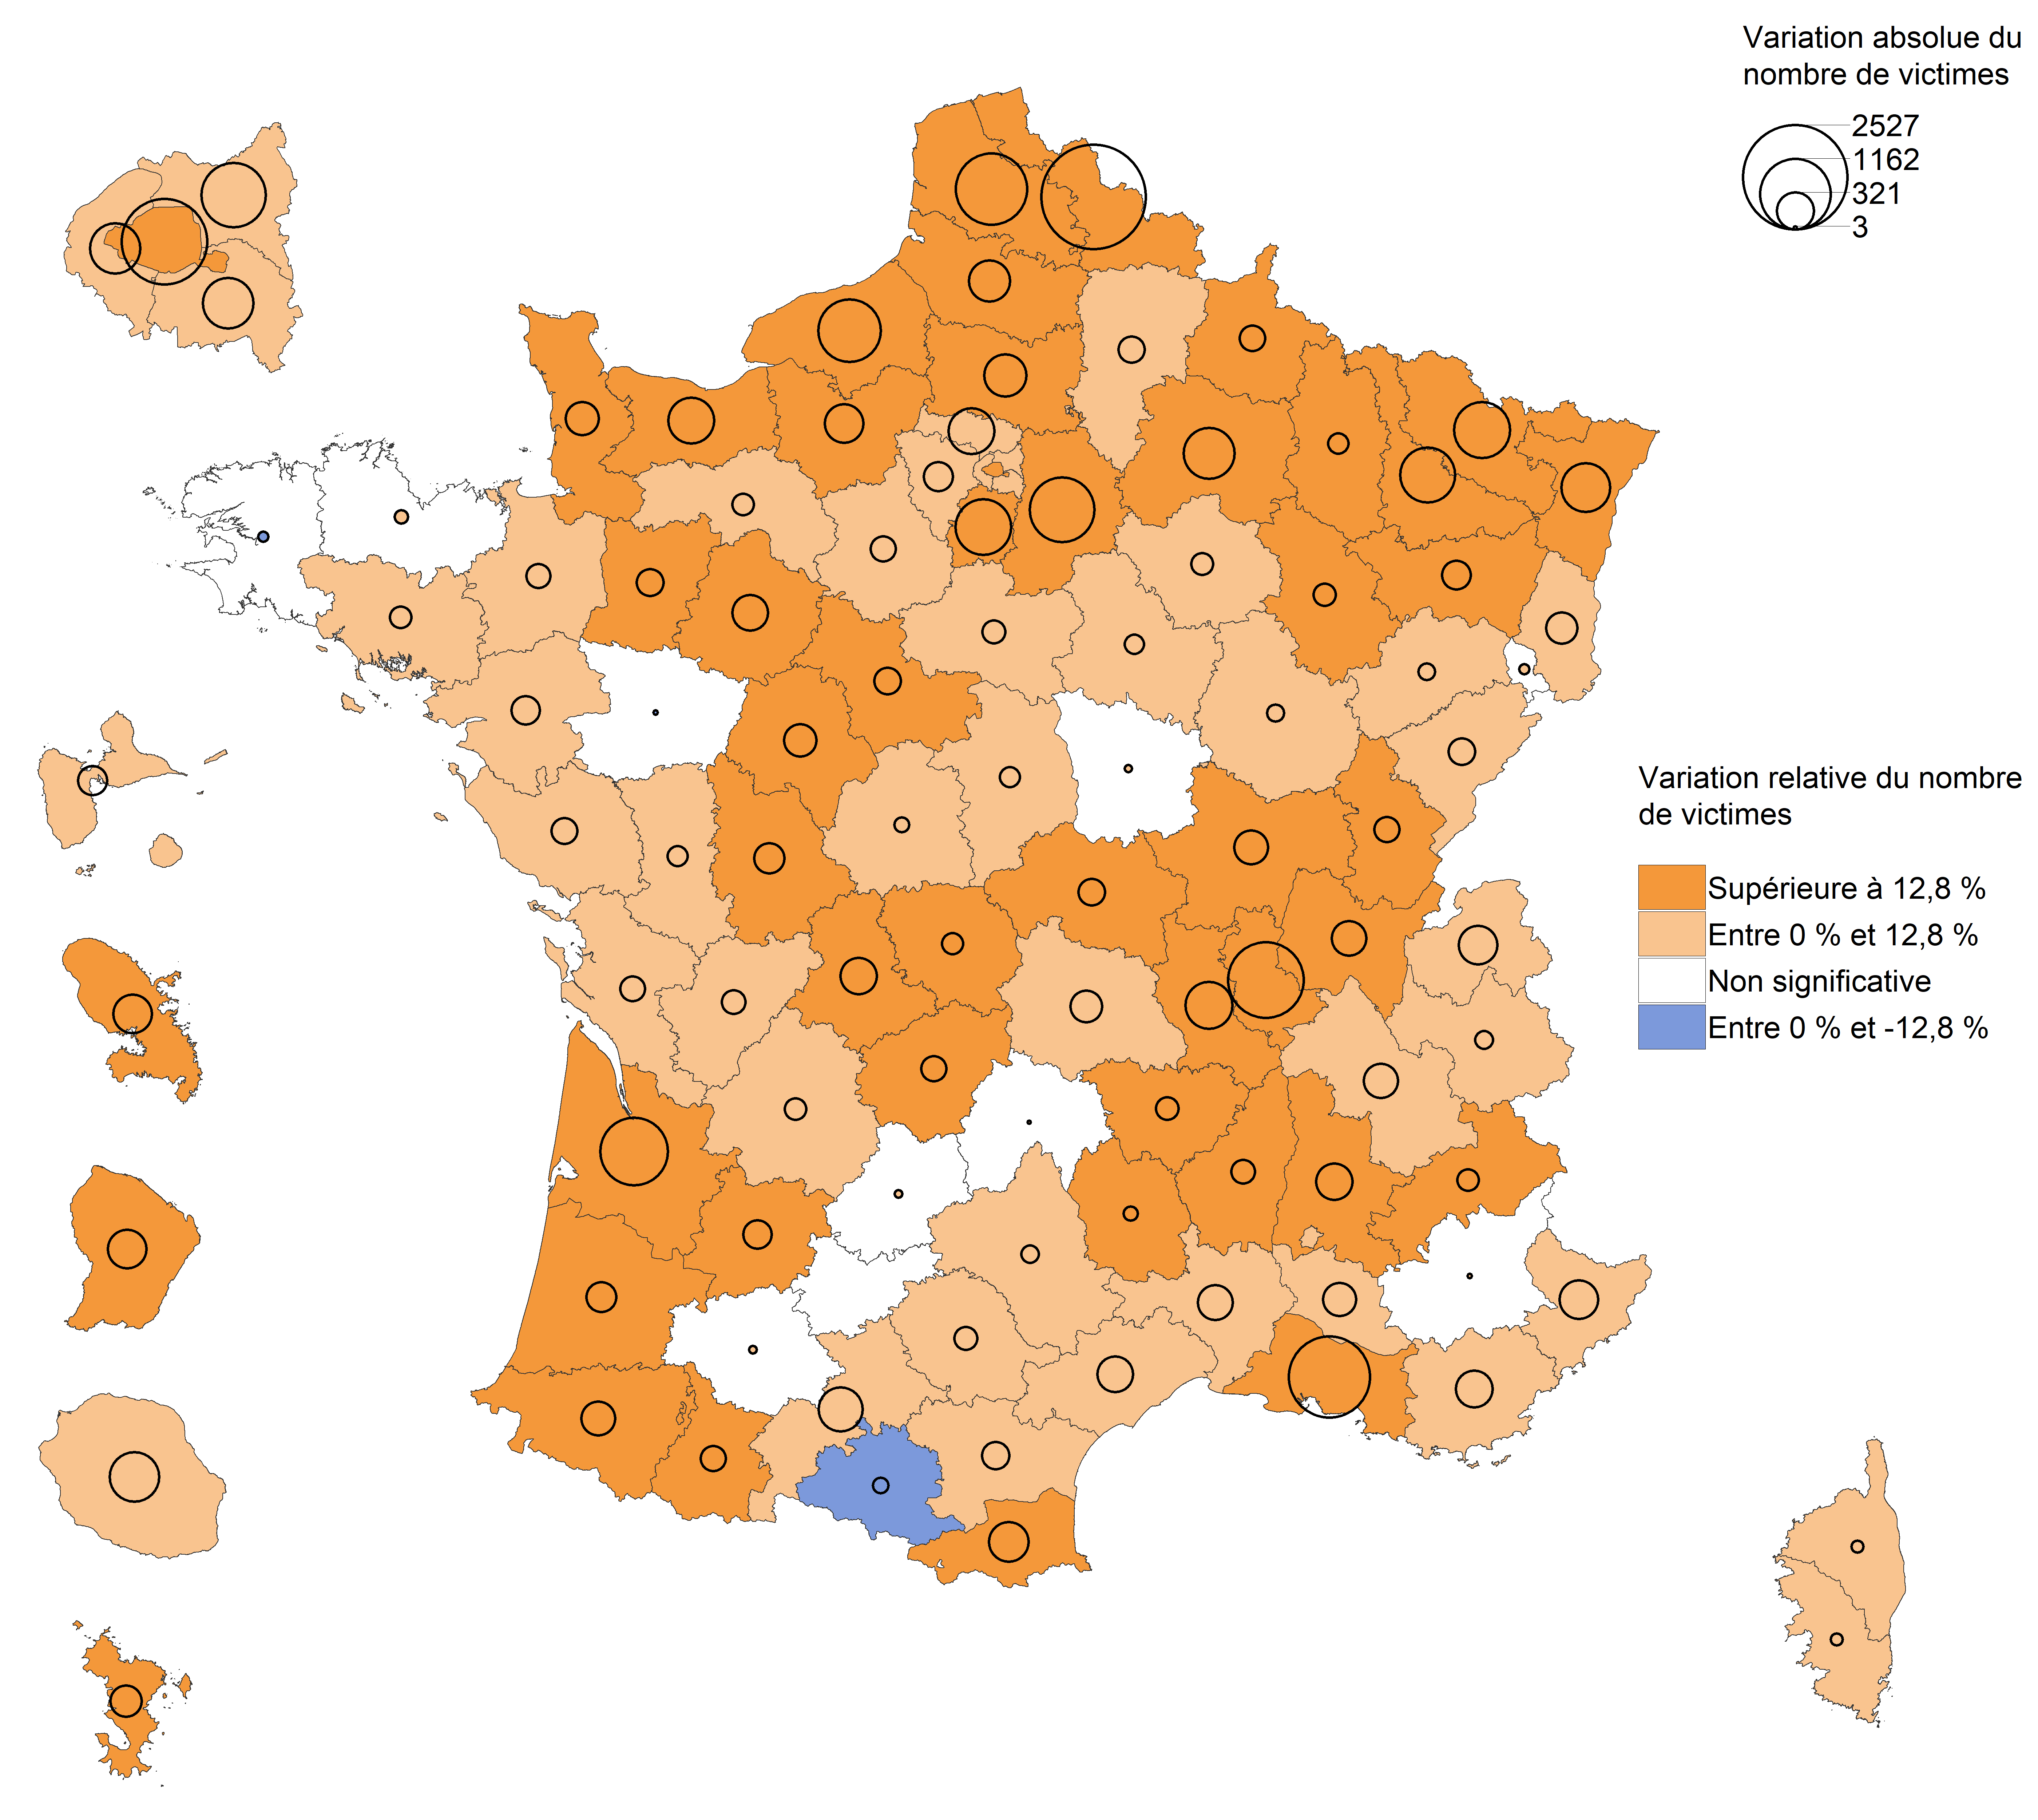 Variation absolue du
nombre de victimes
2527
1162
321
3
Variation relative du nombre
de victimes
Supérieure à 12,8 %
Entre 0 % et 12,8 %
Non significative
Entre 0 % et -12,8 %